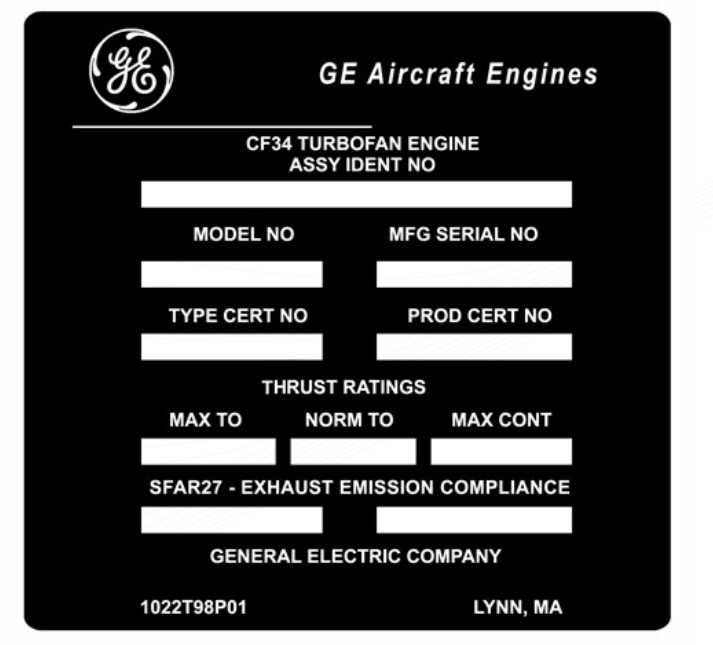 GE
GE Aircraft Engines
CF34 TURBOFAN ENGINE
ASSY IDENT NO
MODEL NO MFG SERIAL NO
TYPE CERT NO PROD CERT NO
THRUST RATINGS
MAX TO NORM TO MAX CONT
SFAR27 - EXHAUST EMISSION COMPLIANCE
GENERAL ELECTRIC COMPANY
1022T98P01 LYNN, MA